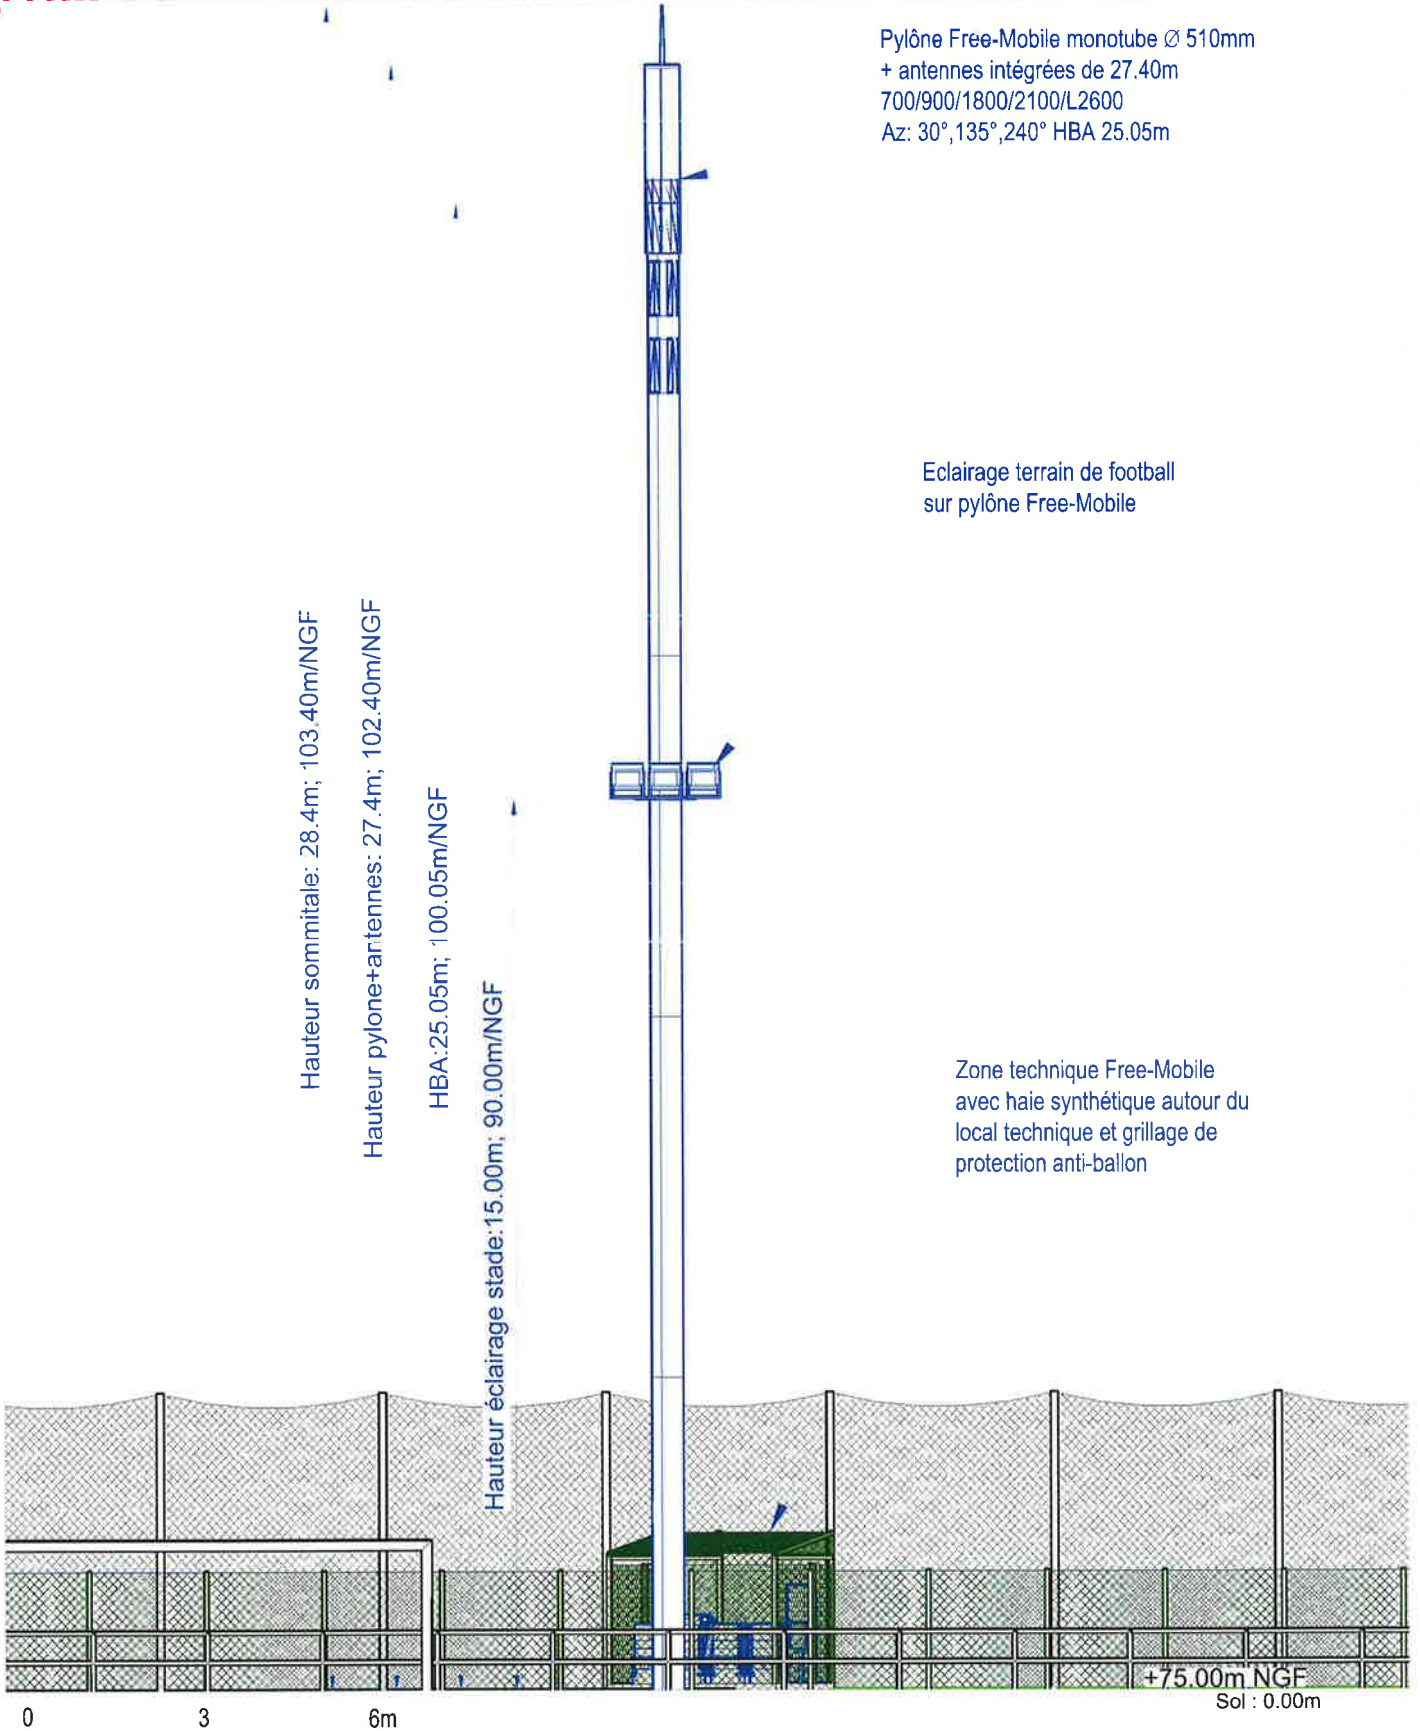 Pylône Free-Mobile monotube Ø 510mm
+ antennes intégrées de 27.40m
700/900/1800/2100/L2600
Az: 30°,135°,240° HBA 25.05m
Eclairage terrain de football
sur pylône Free-Mobile
Hauteur sommitale: 28.4m; 103.40m/NGF
Hauteur pylone+antennes: 27.4m; 102.40m/NGF
HBA:25.05m; 100.05m/NGF
Hauteur éclairage stade:15.00m; 90.00m/NGF
Zone technique Free-Mobile
avec haie synthétique autour du
local technique et grillage de
protection anti-ballon
+75.00m NGF
Sol : 0.00m
0 3 6m